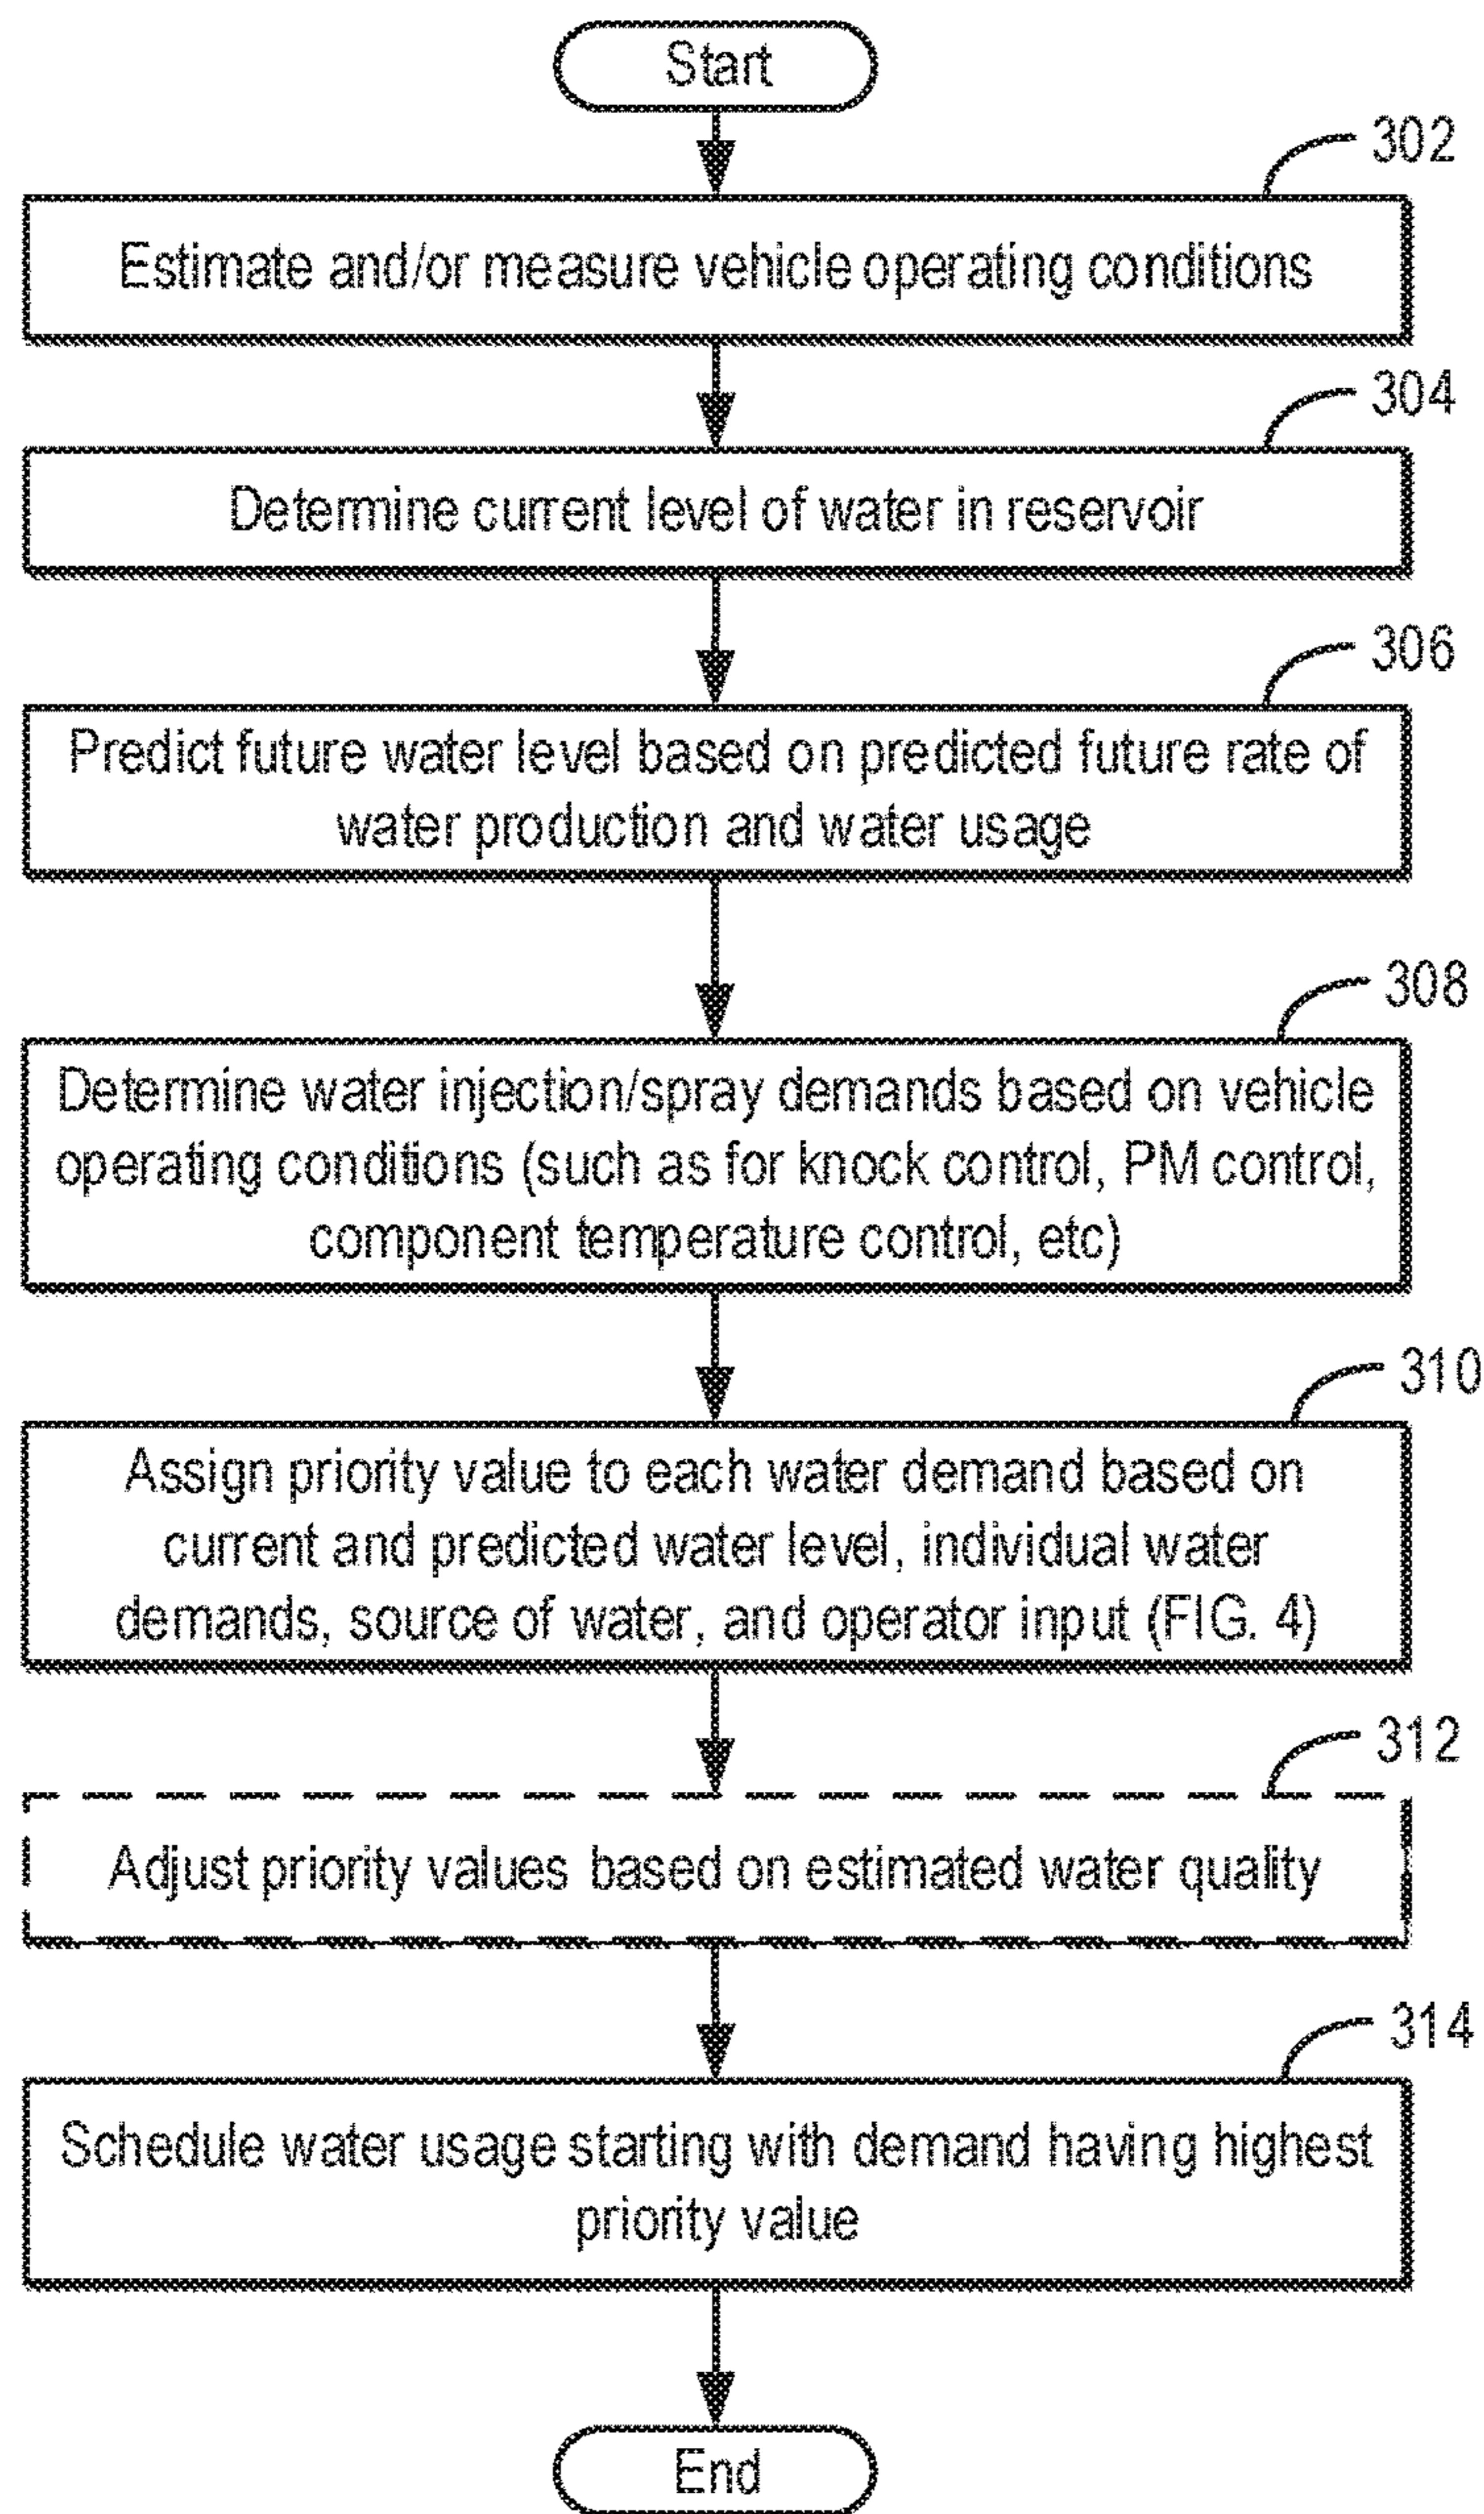 Start
302
Estimate and/or measure vehicle operating conditions
304
Determine current level of water in reservoir
306
Predict future water level based on predicted future rate of
water production and water usage
308
Determine water injection/spray demands based on vehicle
operating conditions (such as for knock control, PM control,
component temperature control, etc)
310
Assign priority value to each water demand based on
current and predicted water level, individual water
demands, source of water, and operator input (FIG. 4)
312
Adjust priority values based on estimated water quality
314
Schedule water usage starting with demand having highest
priority value
End